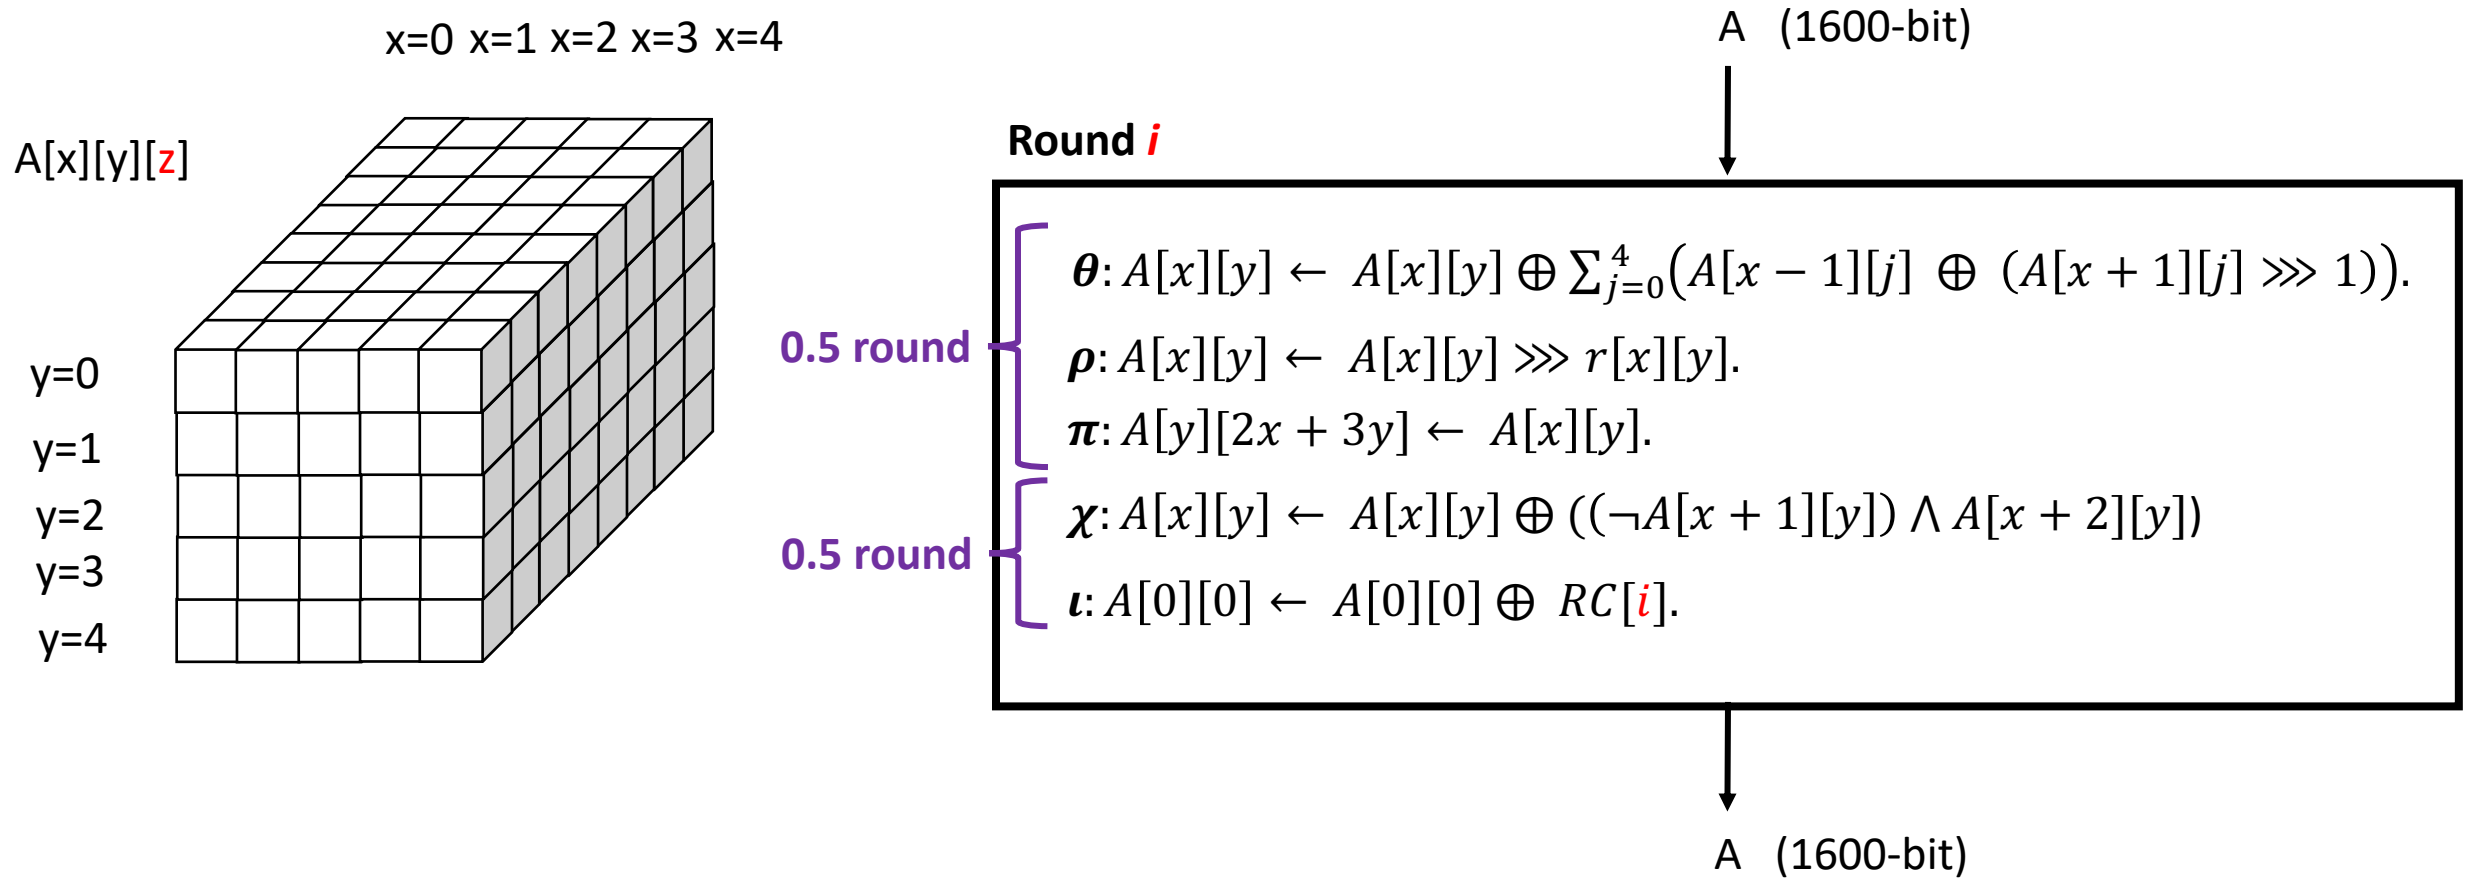 x=0 x=1 x=2 x=3 x=4
A[x][y][z]
y=0
y=1
y=2
y=3
y=4
A (1600-bit)
Round i
0.5 round
θ: A[x][y] ← A[x][y] ⊕ ∑_{j=0}^{4}(A[x − 1][j] ⊕ (A[x + 1][j] ⋙ 1)).
ρ: A[x][y] ← A[x][y] ⋙ r[x][y].
π: A[y][2x + 3y] ← A[x][y].
0.5 round
χ: A[x][y] ← A[x][y] ⊕ ((¬A[x + 1][y]) ⋀ A[x + 2][y])
ι: A[0][0] ← A[0][0] ⊕ RC[i].
A (1600-bit)